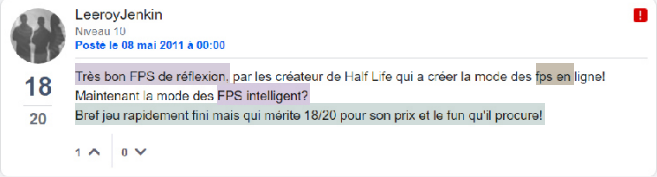 LeeroyJenkin
Niveau 10
Poste le 08 mai 2011 à 00:00
18
20
Très bon FPS de réflexion, par les créateur de Half Life qui a créer la mode des fps en ligne!
Maintenant la mode des FPS intelligent?
Bref jeu rapidement fini mais qui mérite 18/20 pour son prix et le fun qu'il procure!
1 0